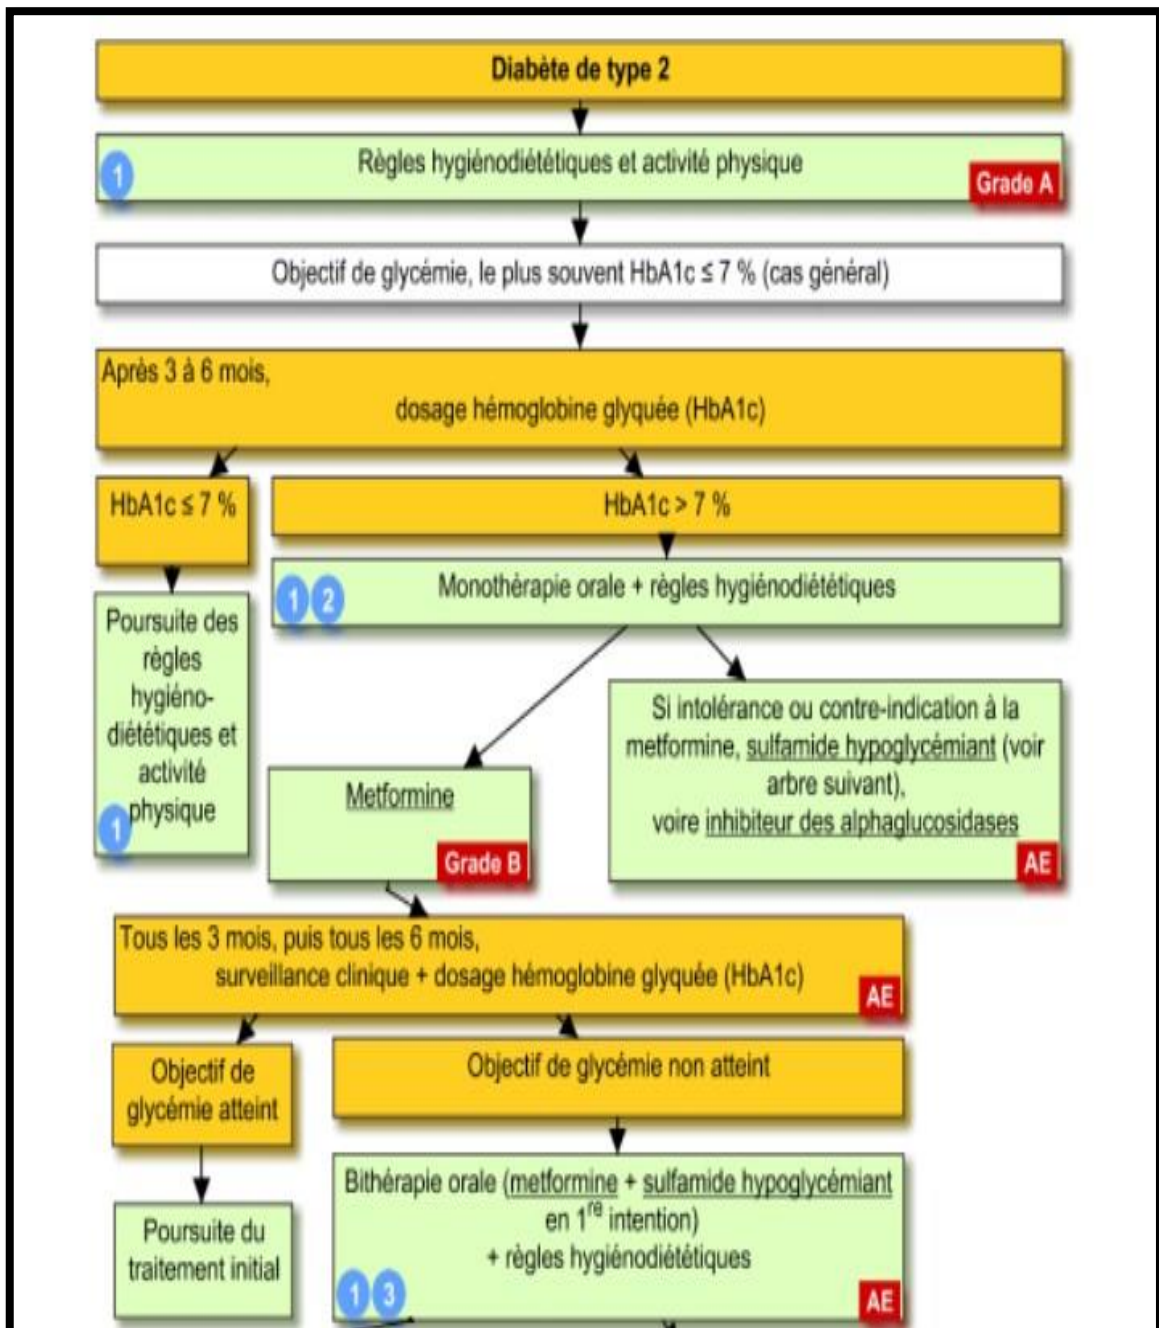 Diabète de type 2
Règles hygiénodiététiques et activité physique
1
Grade A
Objectif de glycémie, le plus souvent HbA1c ≤ 7 % (cas général)
Après 3 à 6 mois,
dosage hémoglobine glyquée (HbA1c)
HbA1c ≤ 7 %
HbA1c > 7 %
Monothérapie orale + règles hygiénodiététiques
1 2
Poursuite des
règles
hygiéno-
diététiques et
activité
physique
1
Si intolérance ou contre-indication à la
metformine, sulfamide hypoglycémiant (voir
arbre suivant),
voire inhibiteur des alphaglucosidases
AE
Metformine
Grade B
Tous les 3 mois, puis tous les 6 mois,
surveillance clinique + dosage hémoglobine glyquée (HbA1c)
AE
Objectif de
glycémie atteint
Objectif de glycémie non atteint
Poursuite du
traitement initial
Bithérapie orale (metformine + sulfamide hypoglycémiant
en 1re intention)
+ règles hygiénodiététiques
1 3
AE